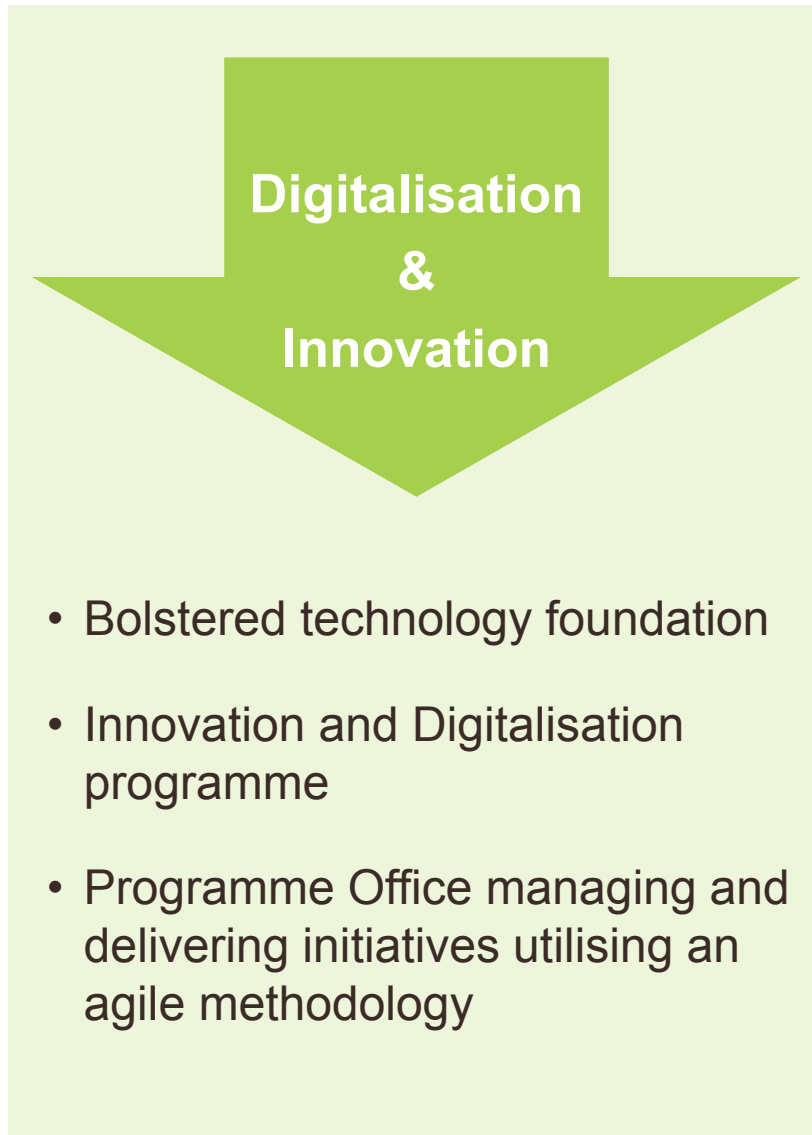 Digitalisation
&
Innovation
• Bolstered technology foundation
• Innovation and Digitalisation
programme
• Programme Office managing and
delivering initiatives utilising an
agile methodology